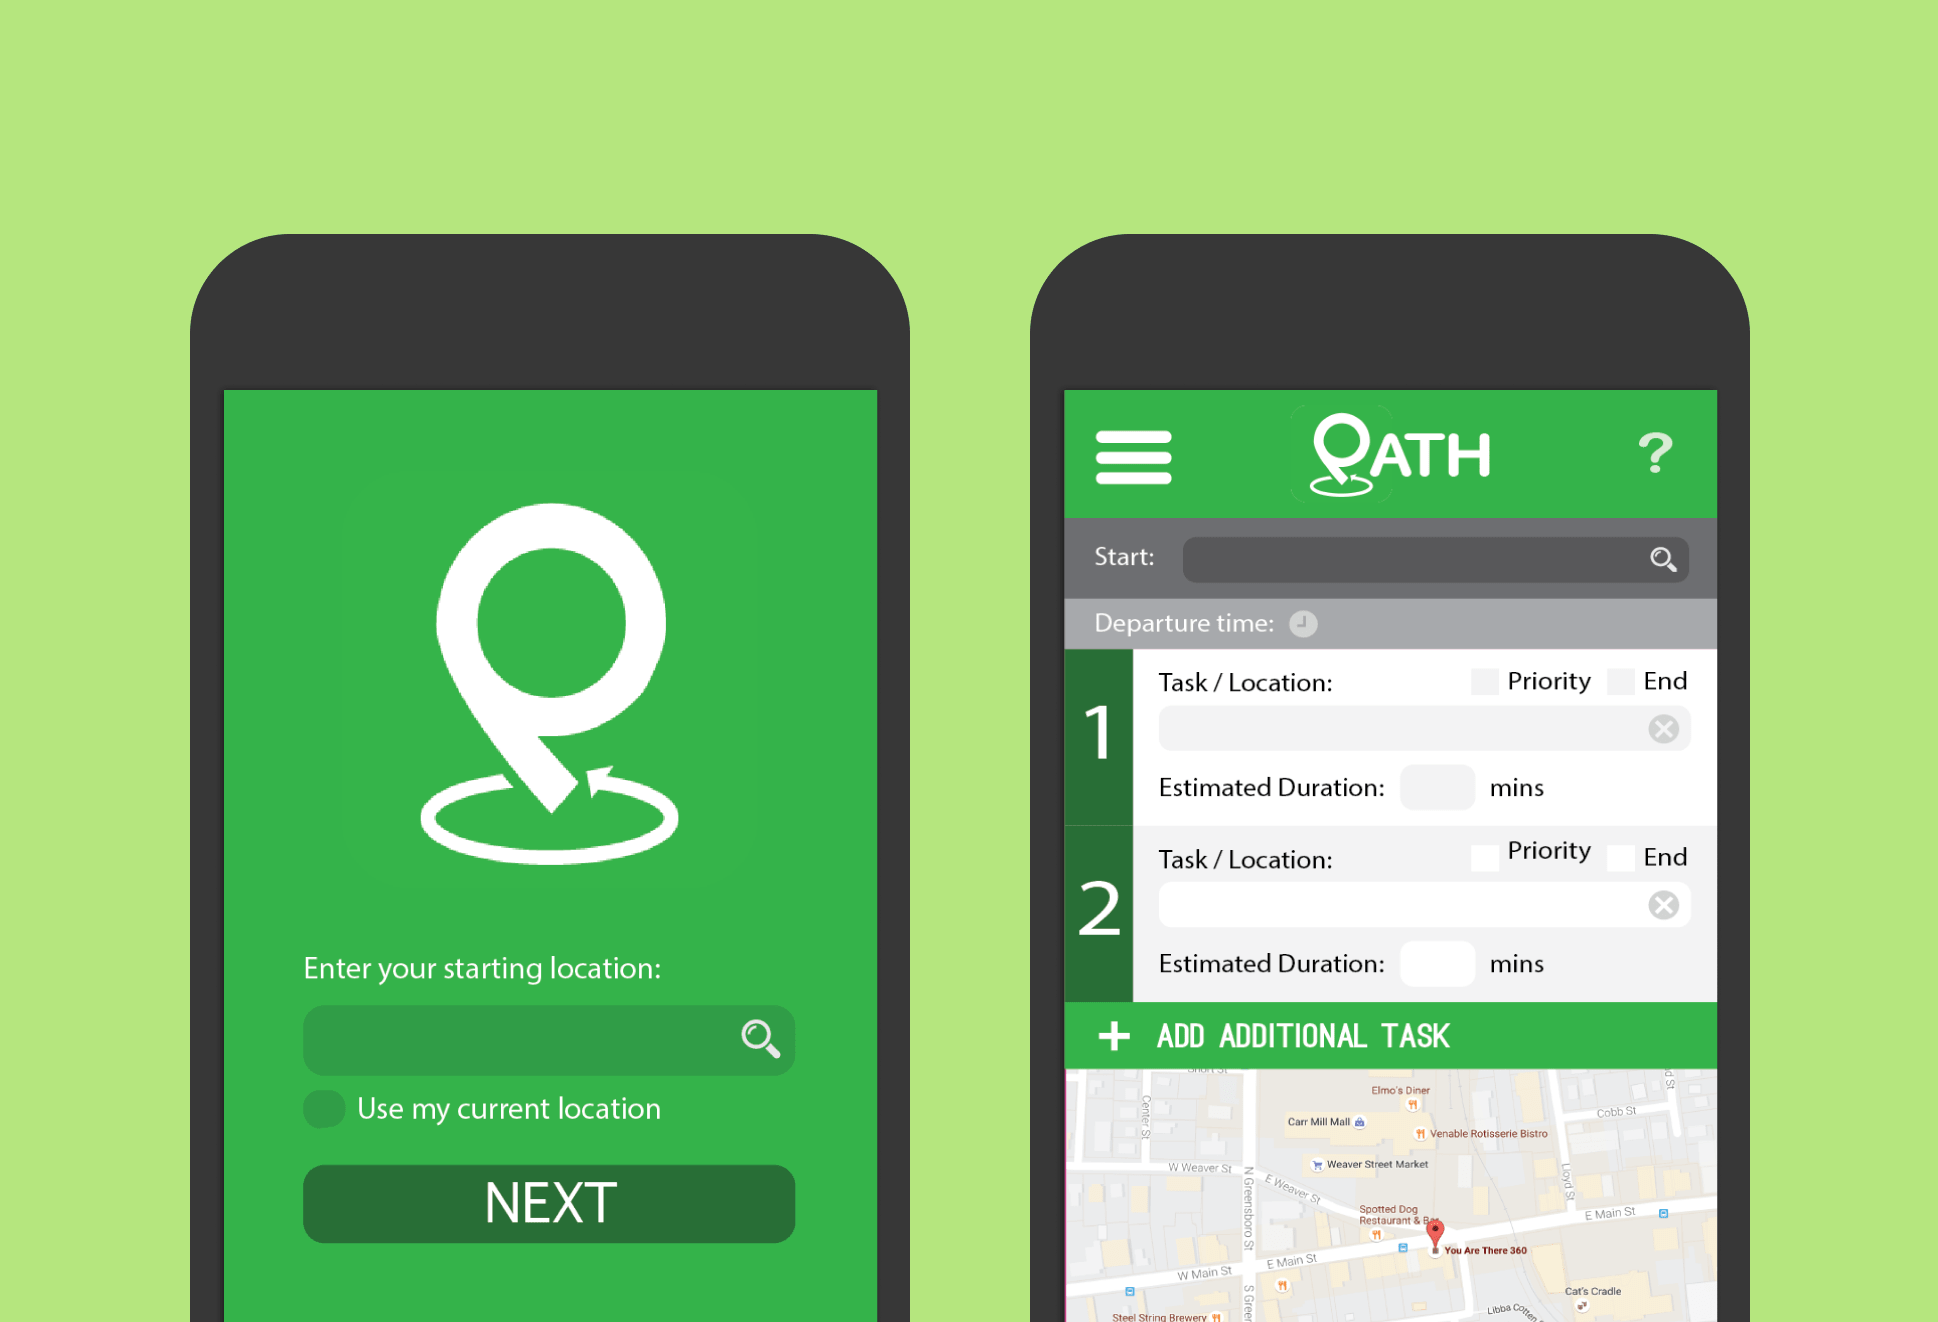 Enter your starting location:
Use my current location
NEXT
PATH
?
Start:
Departure time:
1
Task / Location:
Priority
End
Estimated Duration:
mins
2
Task / Location:
Priority
End
Estimated Duration:
mins
+ ADD ADDITIONAL TASK
Short St
Elmo's Diner
Center St
Carr Mill Mall
Cobb St
Venable Rotisserie Bistro
W Weaver St
Weaver Street Market
E Weaver St
Lloyd St
N Greensboro St
Spotted Dog
Restaurant & Bar
E Main St
You Are There 360
E Main St
W Main St
S Gree
Cat's Cradle
Libba Cotten
Steel String Brewery